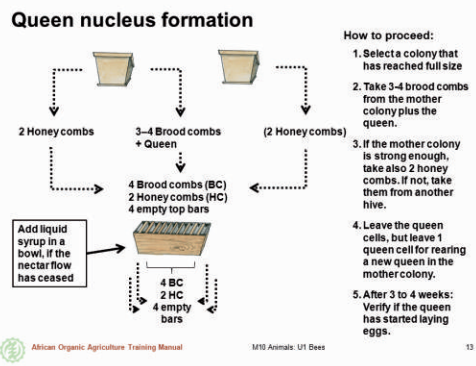 Queen nucleus formation
2 Honey combs
3–4 Brood combs
+ Queen
(2 Honey combs)
4 Brood combs (BC)
2 Honey combs (HC)
4 empty top bars
Add liquid
syrup in a
bowl, if the
nectar flow
has ceased
4 BC
2 HC
4 empty
bars
How to proceed:
1. Select a colony that
has reached full size
2. Take 3-4 brood combs
from the mother
colony plus the
queen.
3. If the mother colony
is strong enough,
take also 2 honey
combs. If not, take
them from another
hive.
4. Leave the queen
cells, but leave 1
queen cell for rearing
a new queen in the
mother colony.
5. After 3 to 4 weeks:
Verify if the queen
has started laying
eggs.
African Organic Agriculture Training Manual
M10 Animals: U1 Bees
13